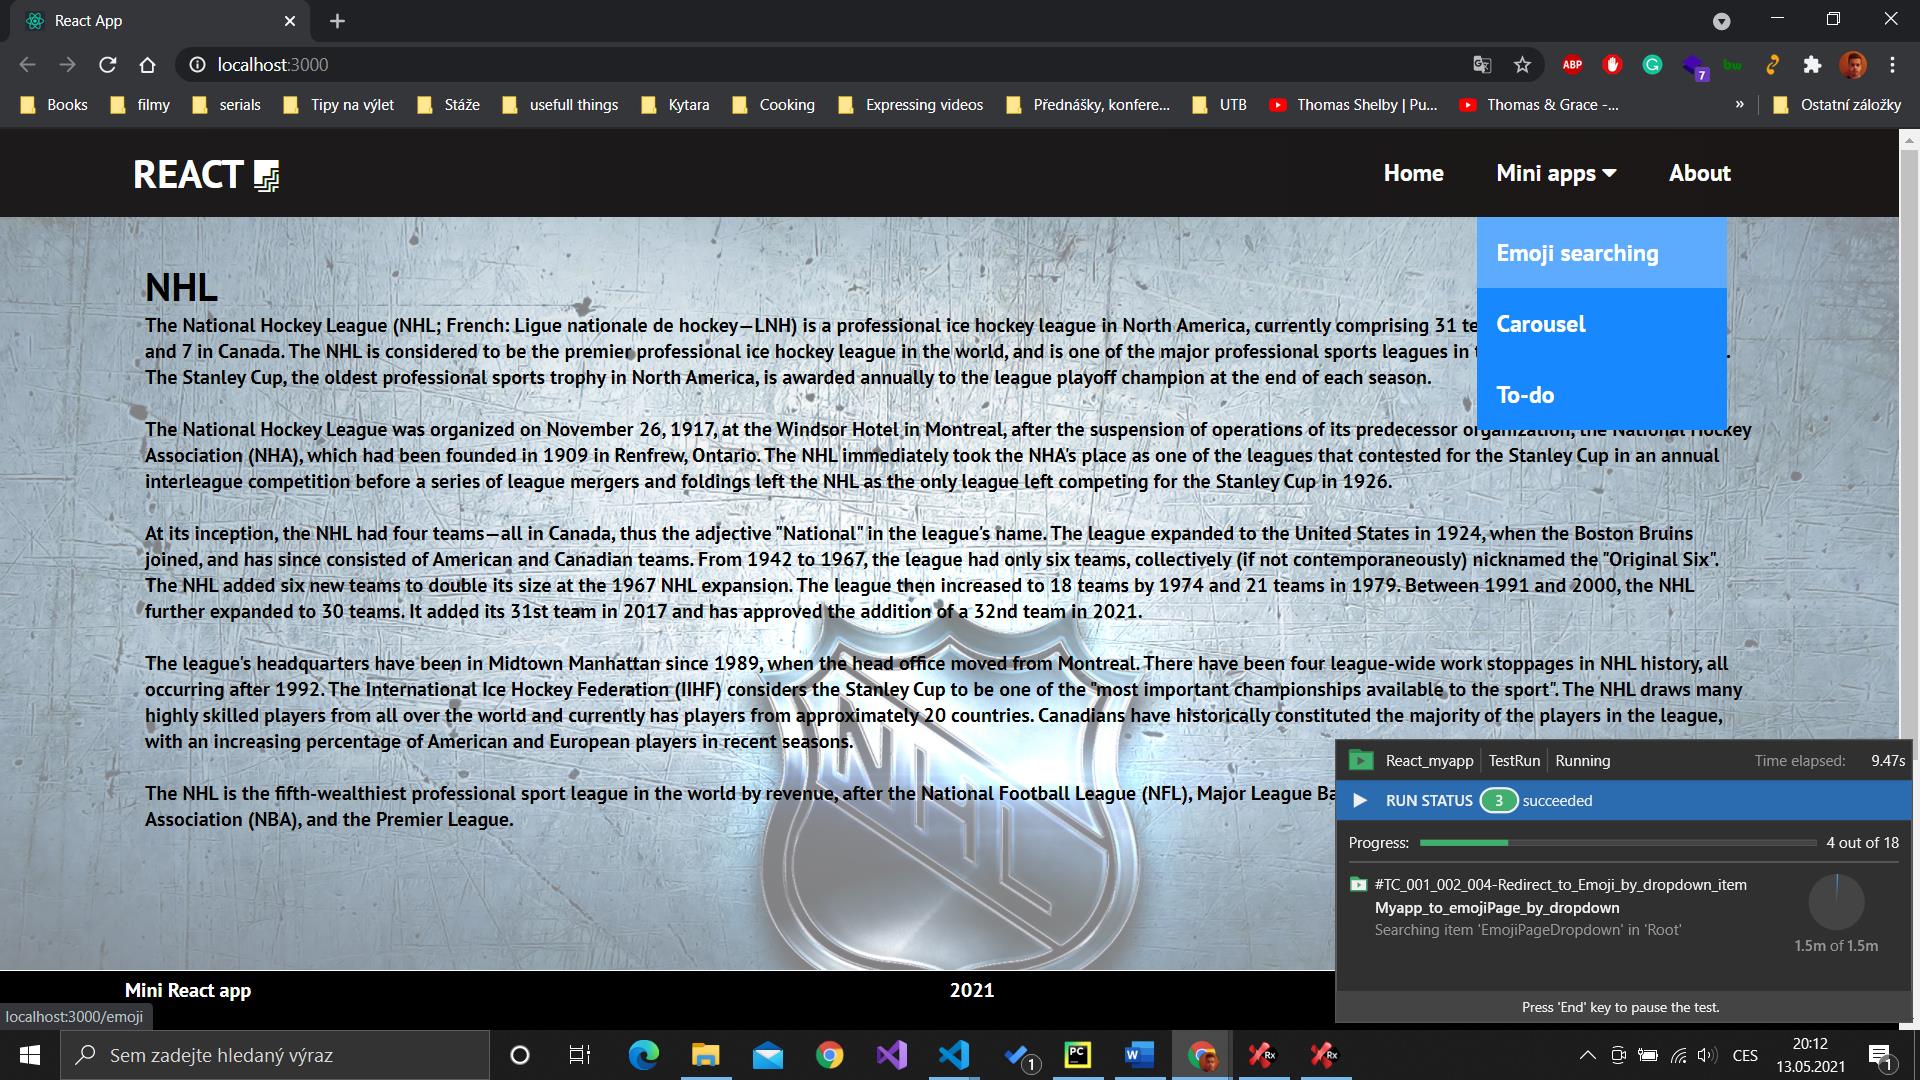 React App
localhost:3000
ABP
7
bw
Books
filmy
serials
Tipy na výlet
Stáže
usefull things
Kytara
Cooking
Expressing videos
Přednášky, konfere...
UTB
Thomas Shelby | Pu...
Thomas & Grace -...
»
Ostatní záložky
REACT
Home
Mini apps
About
Emoji searching
Carousel
To-do
NHL
The National Hockey League (NHL; French: Ligue nationale de hockey—LNH) is a professional ice hockey league in North America, currently comprising 31
and 7 in Canada. The NHL is considered to be the premier professional ice hockey league in the world, and is one of the major professional sports leagues in
The Stanley Cup, the oldest professional sports trophy in North America, is awarded annually to the league playoff champion at the end of each season.
The National Hockey League was organized on November 26, 1917, at the Windsor Hotel in Montreal, after the suspension of operations of its predecessor organization, the National Hockey
Association (NHA), which had been founded in 1909 in Renfrew, Ontario. The NHL immediately took the NHA's place as one of the leagues that contested for the Stanley Cup in an annual
interleague competition before a series of league mergers and foldings left the NHL as the only league left competing for the Stanley Cup in 1926.
At its inception, the NHL had four teams—all in Canada, thus the adjective "National" in the league's name. The league expanded to the United States in 1924, when the Boston Bruins
joined, and has since consisted of American and Canadian teams. From 1942 to 1967, the league had only six teams, collectively (if not contemporaneously) nicknamed the "Original Six".
The NHL added six new teams to double its size at the 1967 NHL expansion. The league then increased to 18 teams by 1974 and 21 teams in 1979. Between 1991 and 2000, the NHL
further expanded to 30 teams. It added its 31st team in 2017 and has approved the addition of a 32nd team in 2021.
The league's headquarters have been in Midtown Manhattan since 1989, when the head office moved from Montreal. There have been four league-wide work stoppages in NHL history, all
occurring after 1992. The International Ice Hockey Federation (IIHF) considers the Stanley Cup to be one of the "most important championships available to the sport". The NHL draws many
highly skilled players from all over the world and currently has players from approximately 20 countries. Canadians have historically constituted the majority of the players in the league,
with an increasing percentage of American and European players in recent seasons.
The NHL is the fifth-wealthiest professional sport league in the world by revenue, after the National Football League (NFL), Major League
Association (NBA), and the Premier League.
NHL
React_myapp
TestRun
Running
Time elapsed:
9.47s
RUN STATUS 3 succeeded
Progress:
4 out of 18
#TC_001_002_004-Redirect_to_Emoji_by_dropdown_item
Myapp_to_emojiPage_by_dropdown
Searching item 'EmojiPageDropdown' in 'Root'
1.5m of 1.5m
Press 'End' key to pause the test.
Mini React app
2021
localhost:3000/emoji
Sem zadejte hledaný výraz
1
PC
W
Rx
Rx
CES
20:12
13.05.2021
1